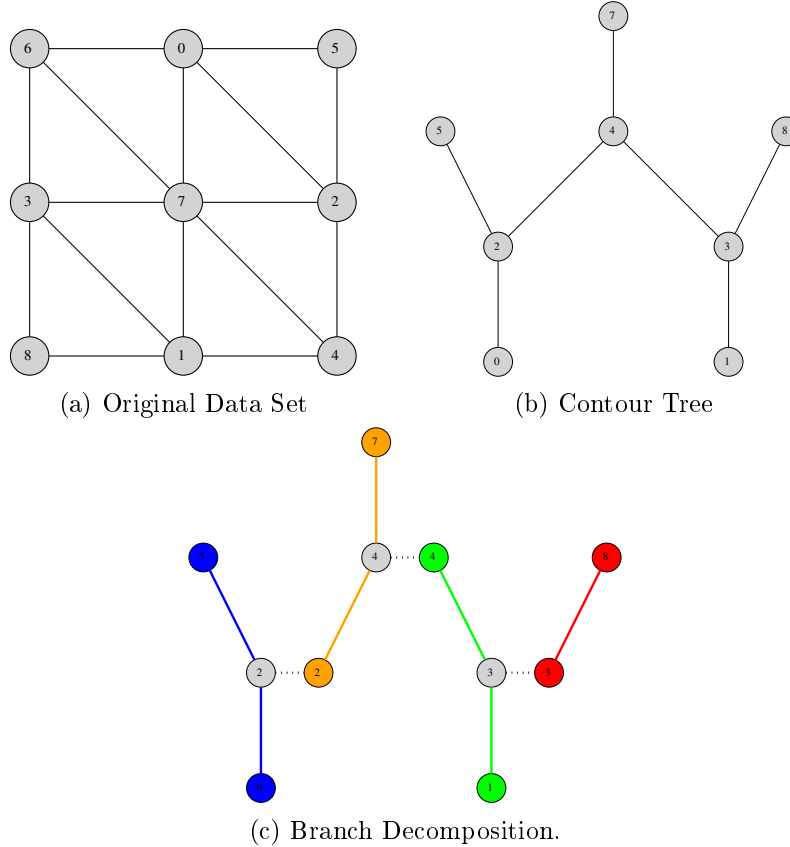 7
6 0 5
5 4 8
3 7 2
2 3
8 1 4
0 1
(a) Original Data Set
(b) Contour Tree
7
5 4 4 8
2 2 3 3
0 1
(c) Branch Decomposition.